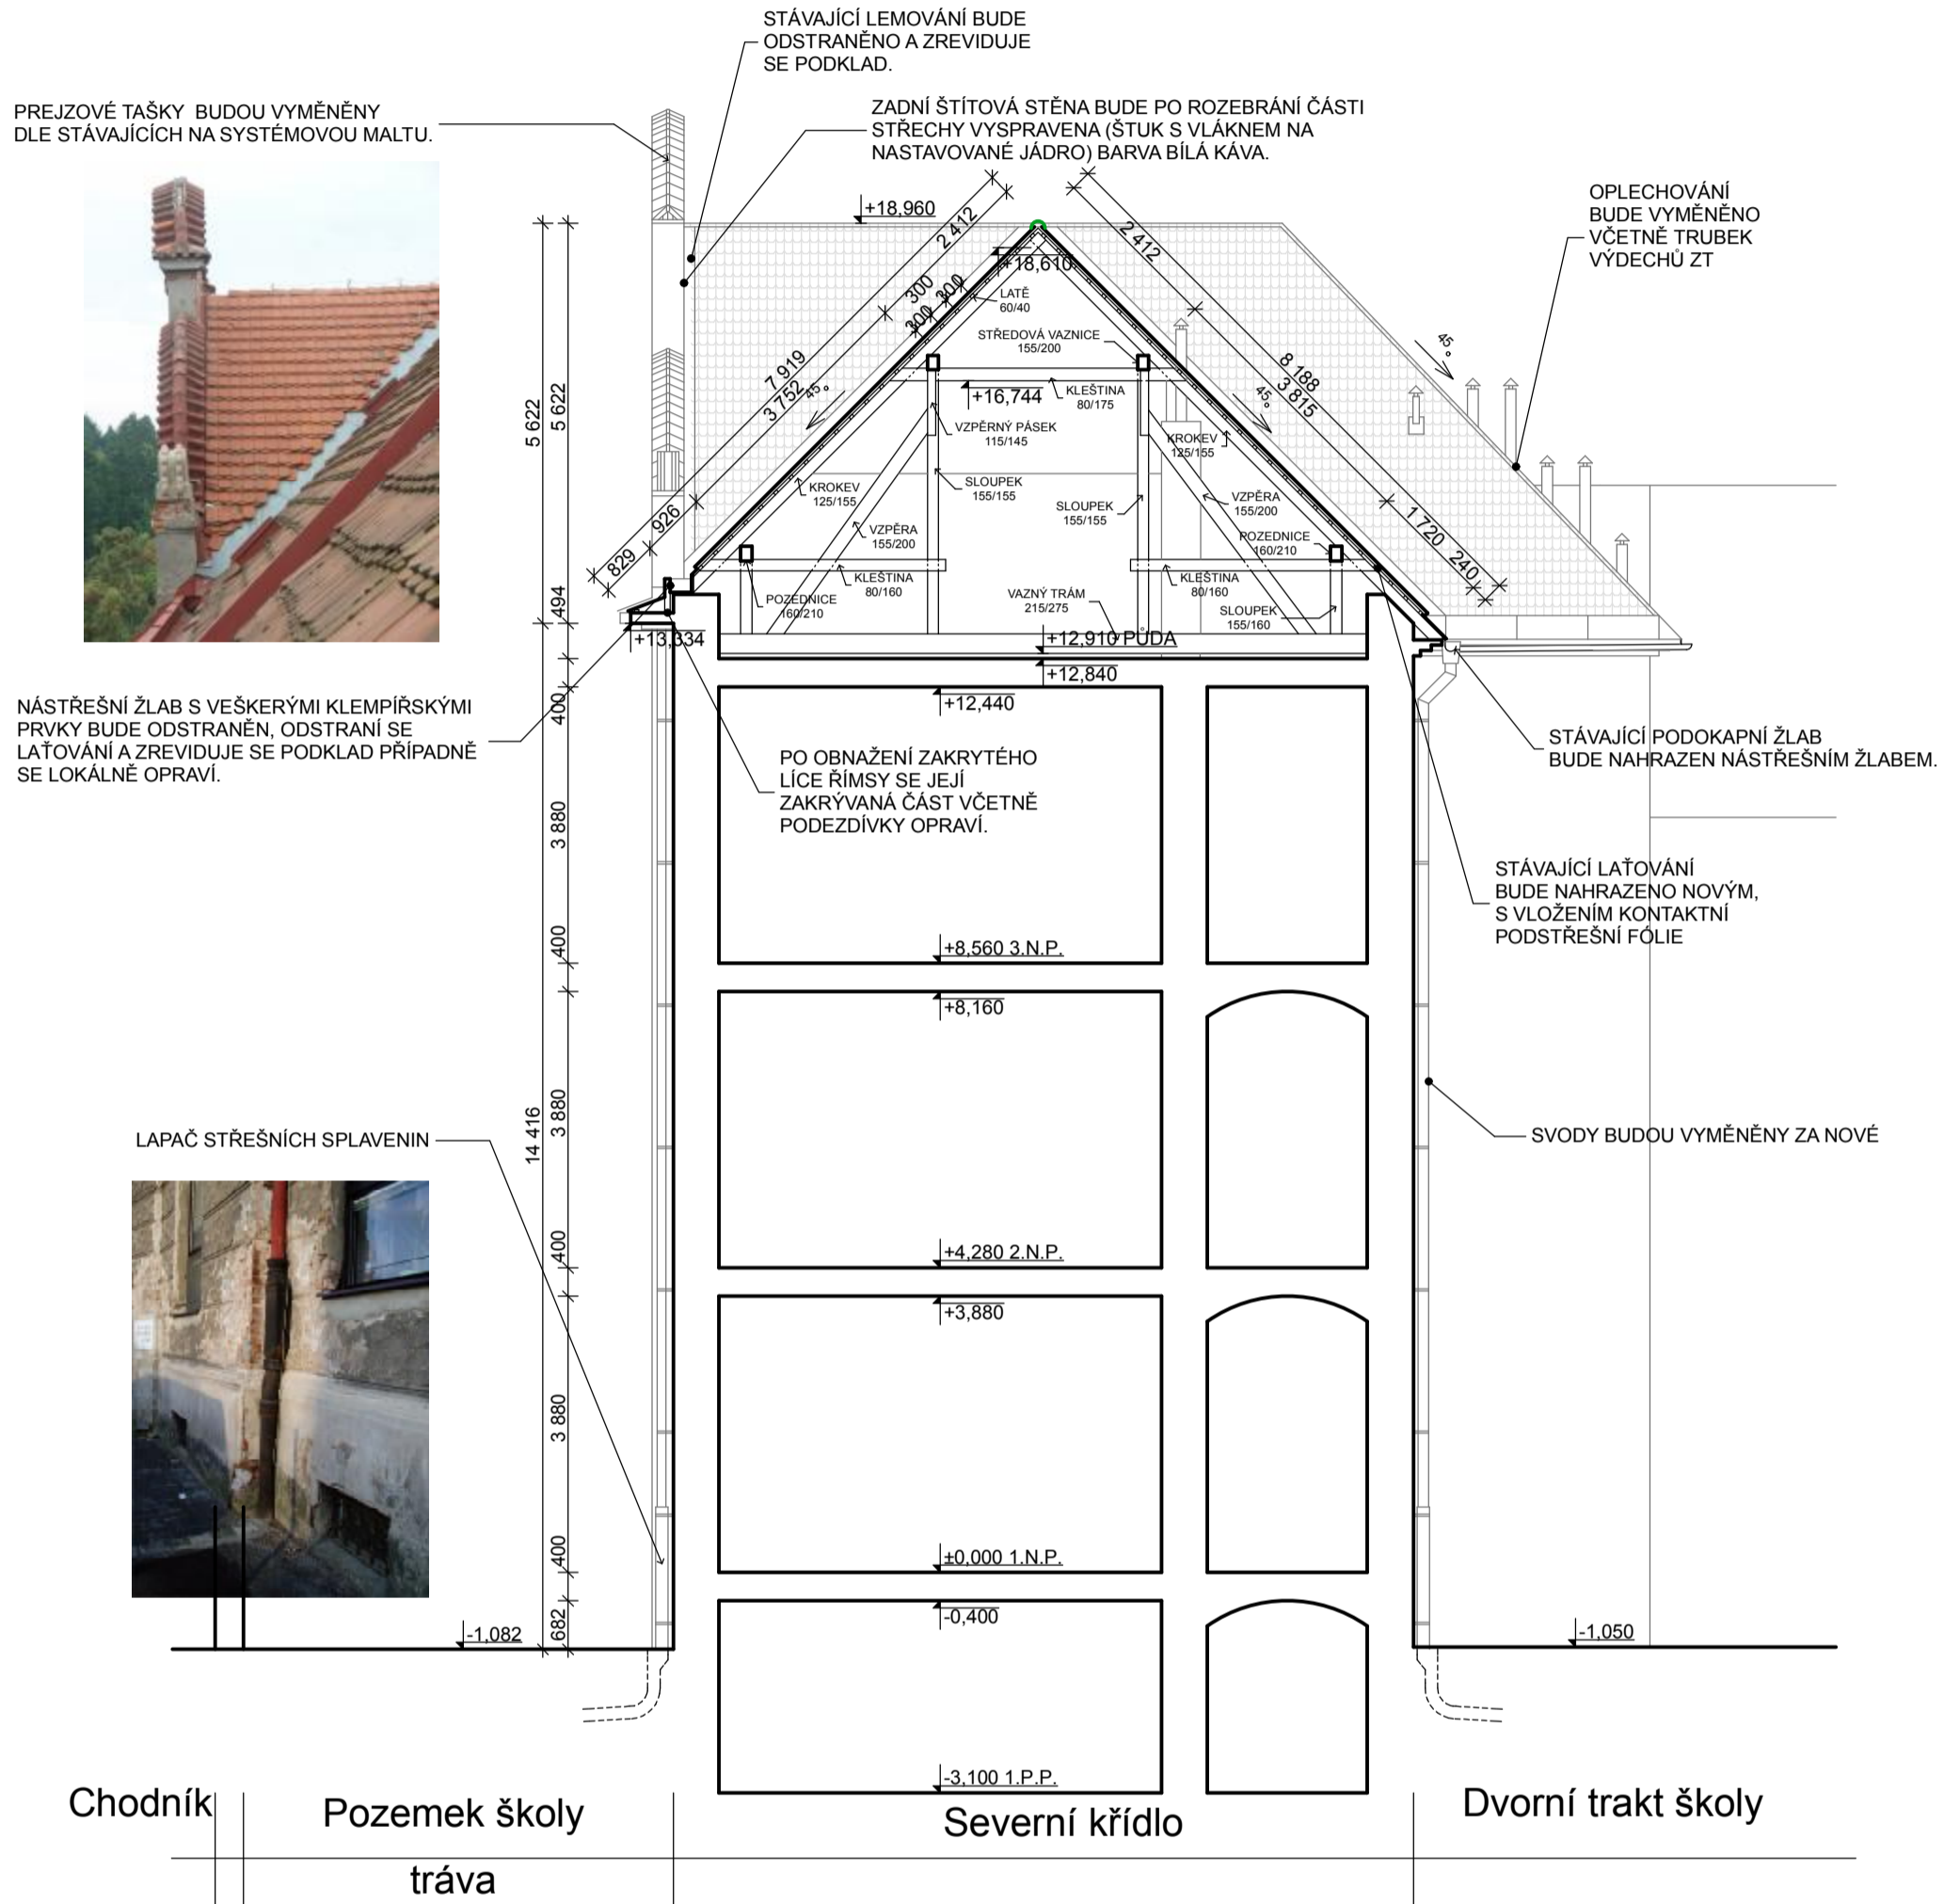 STÁVAJÍCÍ LEMOVÁNÍ BUDE
ODSTRANĚNO A ZREVIDUJE
SE PODKLAD.
PREJZOVÉ TAŠKY BUDOU VYMĚNĚNY
DLE STÁVAJÍCÍCH NA SYSTÉMOVOU MALTU.
ZADNÍ ŠTÍTOVÁ STĚNA BUDE PO ROZEBRÁNÍ ČÁSTI
STŘECHY VYSPRAVENA (ŠTUK S VLÁKNEM NA
NASTAVOVANÉ JÁDRO) BARVA BÍLÁ KÁVA.
OPLECHOVÁNÍ
BUDE VYMĚNĚNO
VČETNĚ TRUBEK
VÝDECHŮ ZT
+18,960
2 412
2 412
+18,610
300
300
300
LATĚ
60/40
STŘEDOVÁ VAZNICE
155/200
45°
7 919
3 752
45°
8 188
3 815
45°
KLEŠTINA
80/175
+16,744
VZPĚRNÝ PÁSEK
115/145
KROKEV
125/155
5 622
5 622
KROKEV
125/155
SLOUPEK
155/155
SLOUPEK
155/155
VZPĚRA
155/200
VZPĚRA
155/200
926
829
1 720
240
POZEDNICE
160/210
KLEŠTINA
80/160
KLEŠTINA
80/160
POZEDNICE
160/210
VAZNÝ TRÁM
215/275
SLOUPEK
155/160
494
+13,334
+12,910 PŮDA
+12,840
+12,440
400
NÁSTŘEŠNÍ ŽLAB S VEŠKERÝMI KLEMPÍŘSKÝMI
PRVKY BUDE ODSTRANĚN, ODSTRANÍ SE
LAŤOVÁNÍ A ZREVIDUJE SE PODKLAD PŘÍPADNĚ
SE LOKÁLNĚ OPRAVÍ.
PO OBNAŽENÍ ZAKRYTÉHO
LÍCE ŘÍMSY SE JEJÍ
ZAKRÝVANÁ ČÁST VČETNĚ
PODEZDÍVKY OPRAVÍ.
STÁVAJÍCÍ PODOKAPNÍ ŽLAB
BUDE NAHRAZEN NÁSTŘEŠNÍM ŽLABEM.
3 880
STÁVAJÍCÍ LAŤOVÁNÍ
BUDE NAHRAZENO NOVÝM,
S VLOŽENÍM KONTAKTNÍ
PODSTŘEŠNÍ FÓLIE
400
+8,560 3.N.P.
+8,160
14 416
3 880
LAPAČ STŘEŠNÍCH SPLAVENIN
SVODY BUDOU VYMĚNĚNY ZA NOVÉ
400
+4,280 2.N.P.
+3,880
3 880
400
±0,000 1.N.P.
-0,400
682
-1,082
-1,050
-3,100 1.P.P.
Chodník
Pozemek školy
Severní křídlo
Dvorní trakt školy
tráva